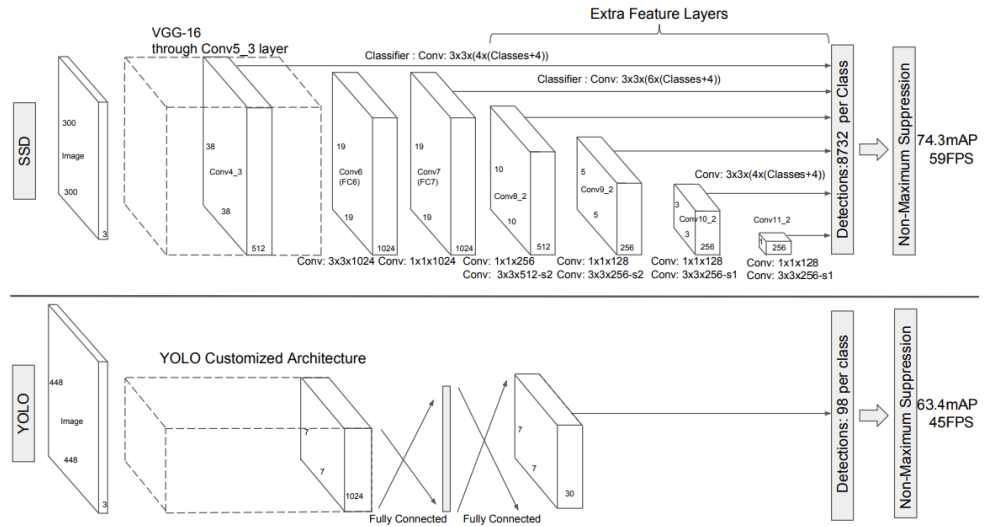 Extra Feature Layers
VGG-16
through Conv5_3 layer
Classifier : Conv: 3x3x(4x(Classes+4))
Classifier : Conv: 3x3x(6x(Classes+4))
SSD
300
Image
300
3
38
Conv4_3
38
512
19
Conv6
(FC6)
19
1024
19
Conv7
(FC7)
19
1024
10
Conv8_2
10
512
5
Conv9_2
5
256
Conv: 3x3x(4x(Classes+4))
3
Conv10_2
3
256
Conv11_2
1
256
Conv: 3x3x1024
Conv: 1x1x1024
Conv: 1x1x256
Conv: 3x3x512-s2
Conv: 1x1x128
Conv: 3x3x256-s2
Conv: 1x1x128
Conv: 3x3x256-s1
Conv: 1x1x128
Conv: 3x3x256-s1
Detections:8732 per Class
Non-Maximum Suppression
74.3mAP
59FPS
YOLO
448
Image
448
3
YOLO Customized Architecture
7
7
1024
Fully Connected
Fully Connected
7
7
30
Detections: 98 per class
Non-Maximum Suppression
63.4mAP
45FPS